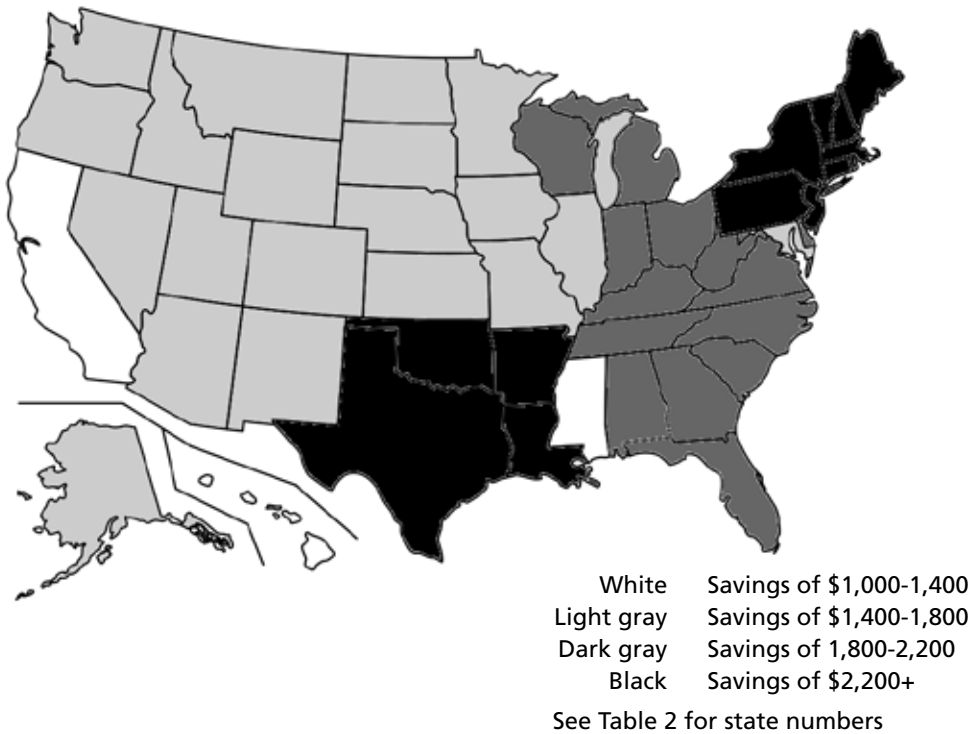 White Savings of $1,000-1,400
Light gray Savings of $1,400-1,800
Dark gray Savings of 1,800-2,200
Black Savings of $2,200+
See Table 2 for state numbers